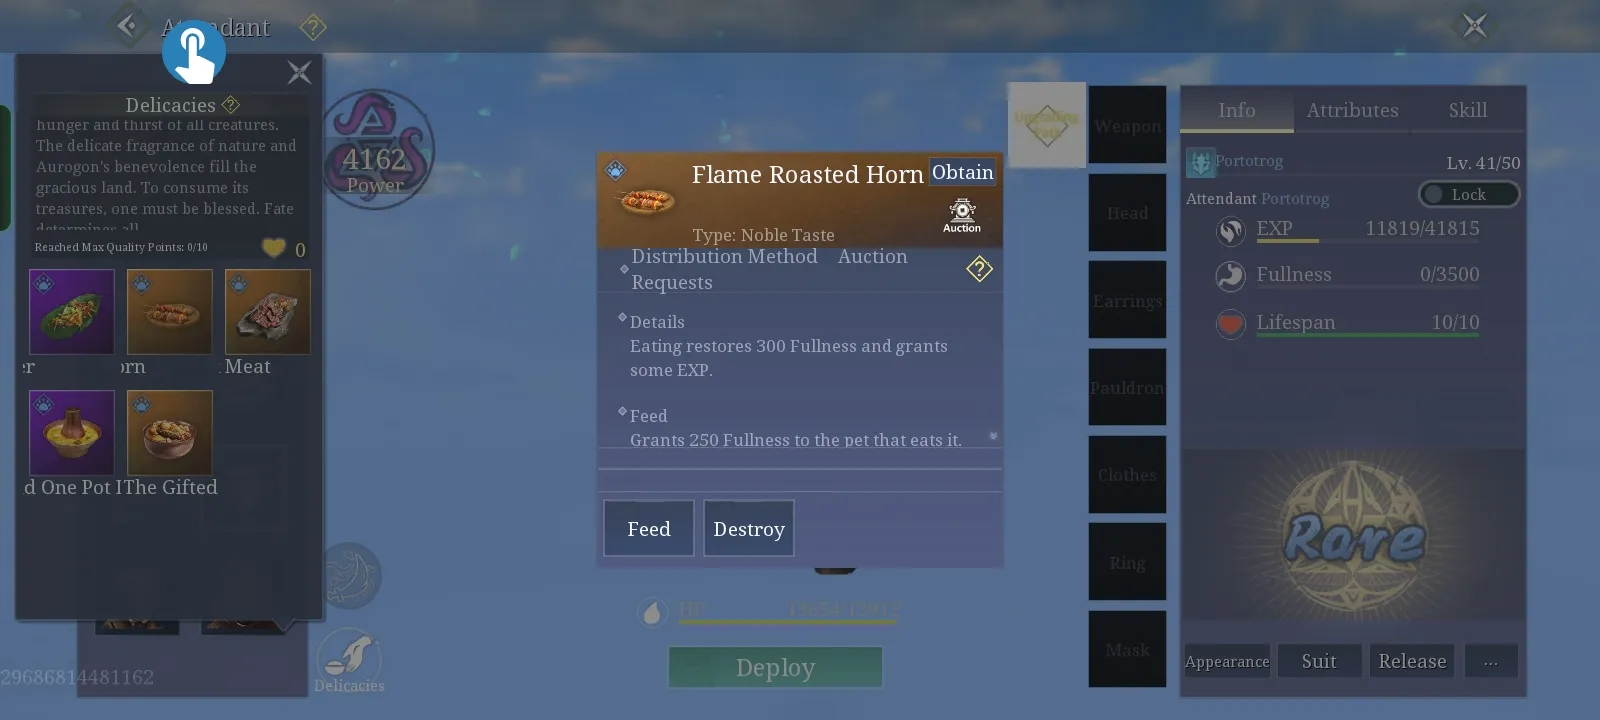 Attendant
Delicacies
hunger and thirst of all creatures.
The delicate fragrance of nature and
Aurogon's benevolence fill the
gracious land. To consume its
treasures, one must be blessed. Fate
determines all.
Reached Max Quality Points: 0/10
0
er
orn
Meat
d One Pot
The Gifted
4162
Power
Flame Roasted Horn
Obtain
Auction
Type: Noble Taste
Distribution Method Auction
Requests
Details
Eating restores 300 Fullness and grants
some EXP.
Feed
Grants 250 Fullness to the pet that eats it.
Feed
Destroy
HP 13654/13912
Deploy
Delicacies
29686814481162
Upgrading
Pets
Weapon
Head
Earrings
Pauldron
Clothes
Ring
Mask
Info
Attributes
Skill
Portotrog
Lv. 41/50
Attendant Portotrog
Lock
EXP 11819/41815
Fullness 0/3500
Lifespan 10/10
Rare
Appearance
Suit
Release
...